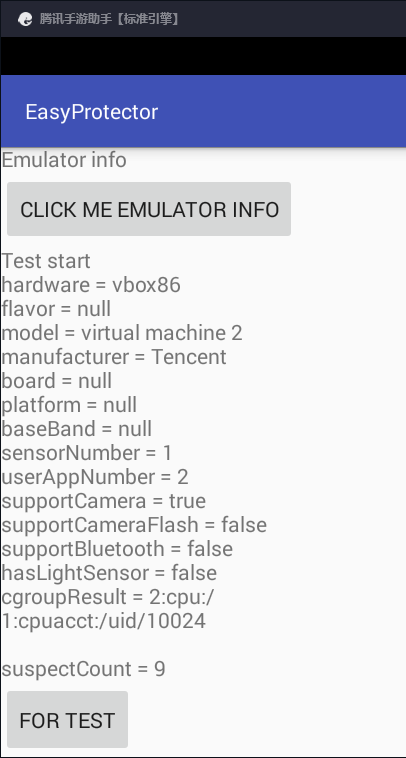 腾讯手游助手【标准引擎】
EasyProtector
Emulator info
CLICK ME EMULATOR INFO
Test start
hardware = vbox86
flavor = null
model = virtual machine 2
manufacturer = Tencent
board = null
platform = null
baseBand = null
sensorNumber = 1
userAppNumber = 2
supportCamera = true
supportCameraFlash = false
supportBluetooth = false
hasLightSensor = false
cgroupResult = 2:cpu:/
1:cpuacct:/uid/10024
suspectCount = 9
FOR TEST